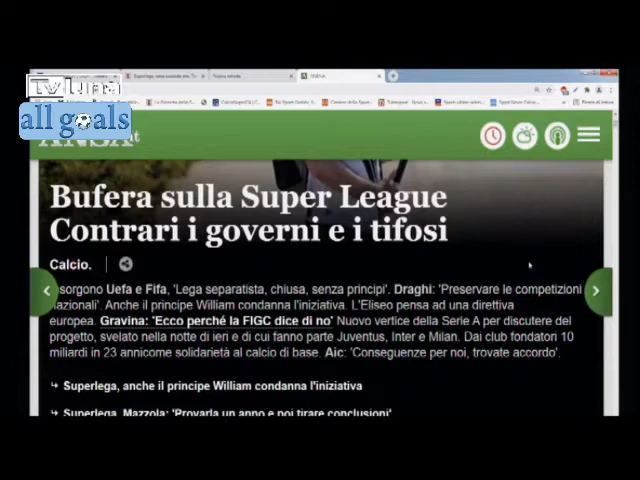 Tv Luna
all goals
ANSA.it
Bufera sulla Super League
Contrari i governi e i tifosi
Calcio.
sorgono Uefa e Fifa, 'Lega separatista, chiusa, senza principi'. Draghi: 'Preservare le competizioni
nazionali'. Anche il principe William condanna l'iniziativa. L'Eliseo pensa ad una direttiva
europea. Gravina: 'Ecco perché la FIGC dice di no' Nuovo vertice della Serie A per discutere del
progetto, svelato nella notte di ieri e di cui fanno parte Juventus, Inter e Milan. Dai club fondatori 10
miliardi in 23 annicome solidarietà al calcio di base. Aic: 'Conseguenze per noi, trovate accordo'.
Superlega, anche il principe William condanna l'iniziativa
Superlega, Mazzola: 'Provarla un anno e poi tirare conclusioni'